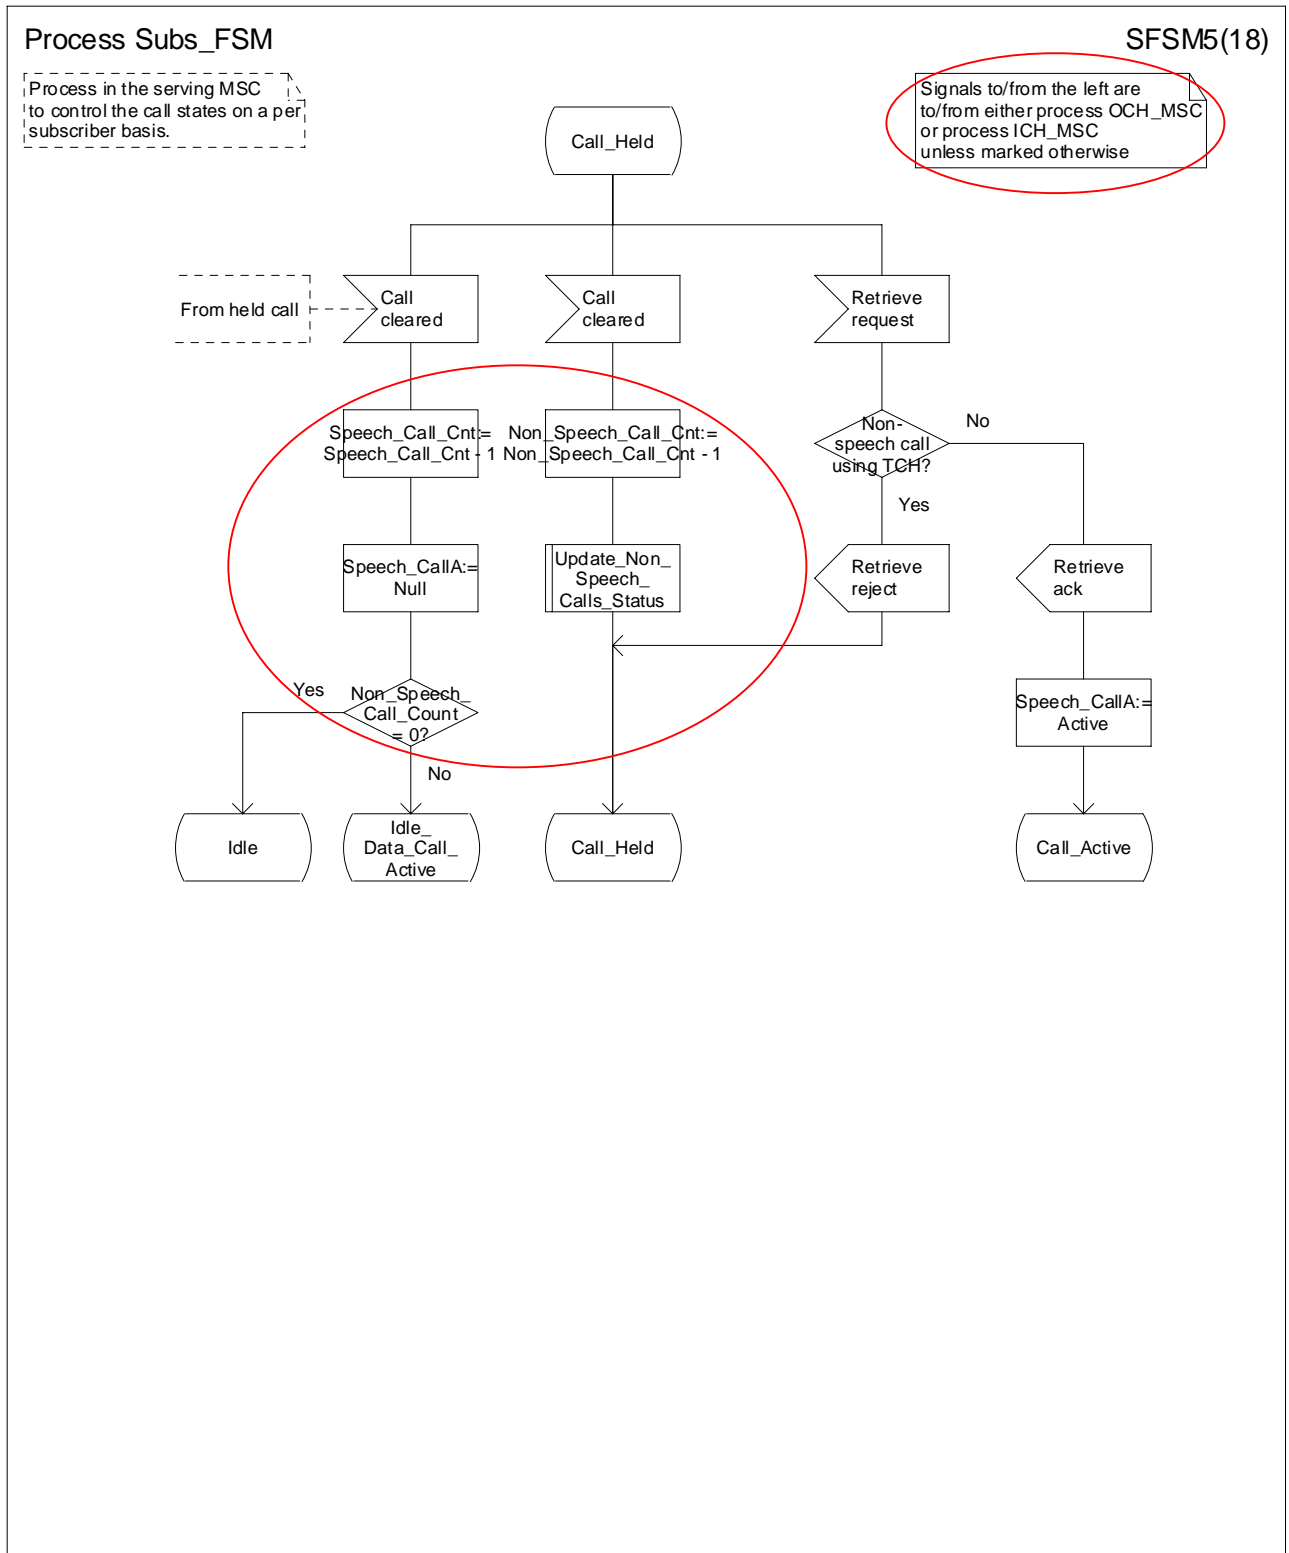 Process Subs_FSM
SFSM5(18)
Process in the serving MSC
to control the call states on a per
subscriber basis.
Signals to/from the left are
to/from either process OCH_MSC
or process ICH_MSC
unless marked otherwise
Call_Held
From held call
Call
cleared
Call
cleared
Retrieve
request
Speech_Call_Cnt:=
Speech_Call_Cnt - 1
Non_Speech_Call_Cnt:=
Non_Speech_Call_Cnt - 1
Non-
speech call
using TCH?
No
Yes
Speech_CallA:=
Null
Update_Non_
Speech_
Calls_Status
Retrieve
reject
Retrieve
ack
Yes
Non_Speech_
Call_Count
= 0?
No
Speech_CallA:=
Active
Idle
Idle_
Data_Call_
Active
Call_Held
Call_Active